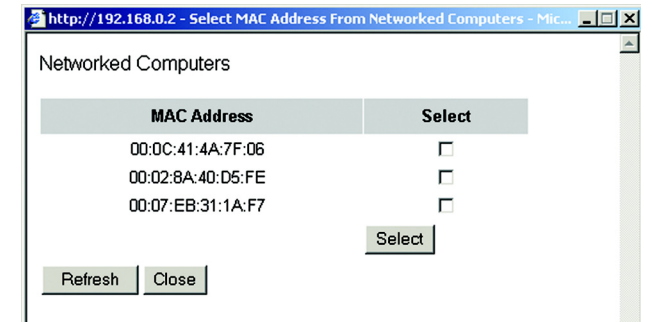 http://192.168.0.2 - Select MAC Address From Networked Computers - Mic...
Networked Computers
MAC Address Select
00:0C:41:4A:7F:06
00:02:8A:40:D5:FE
00:07:EB:31:1A:F7
Select
Refresh Close